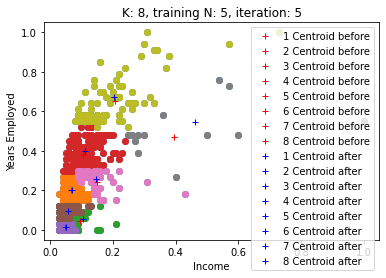 K: 8, training N: 5, iteration: 5
1.0
0.8
0.6
0.4
0.2
0.0
Years Employed
0.0
0.2
0.4
0.6
0.8
1.0
Income
1 Centroid before
2 Centroid before
3 Centroid before
4 Centroid before
5 Centroid before
6 Centroid before
7 Centroid before
8 Centroid before
1 Centroid after
2 Centroid after
3 Centroid after
4 Centroid after
5 Centroid after
6 Centroid after
7 Centroid after
8 Centroid after